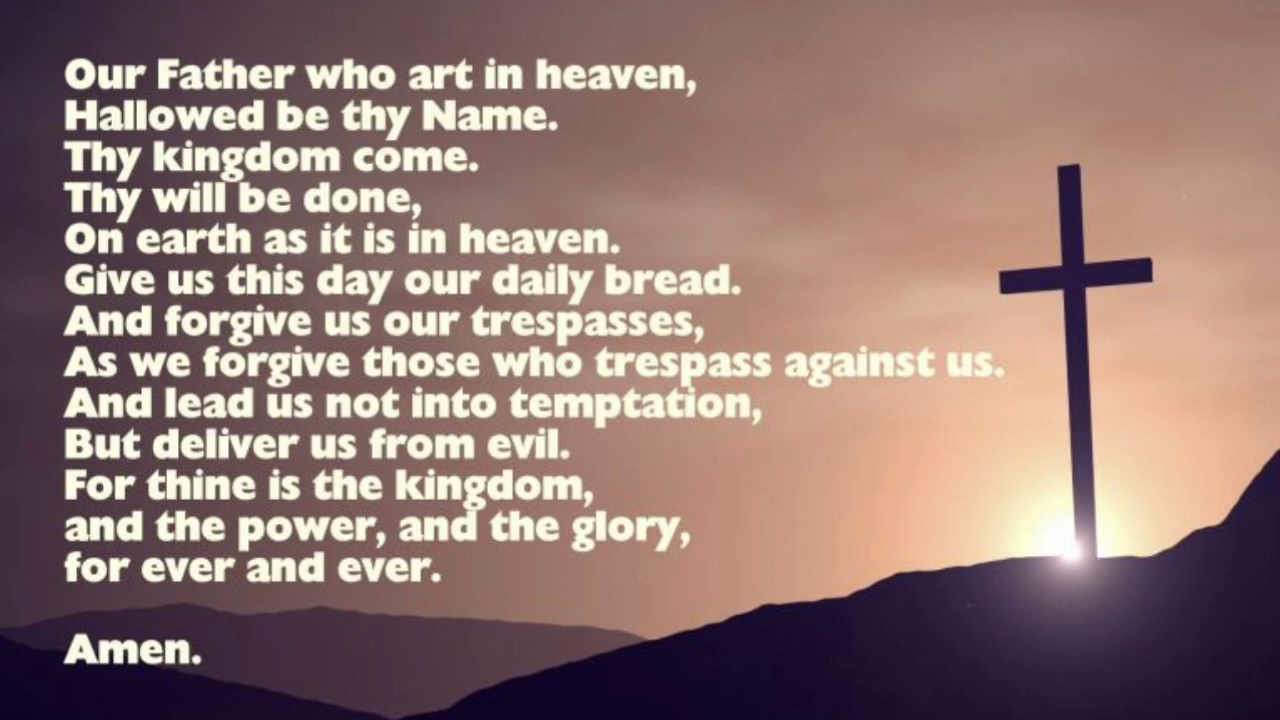 Our Father who art in heaven,
Hallowed be thy Name.
Thy kingdom come.
Thy will be done,
On earth as it is in heaven.
Give us this day our daily bread.
And forgive us our trespasses,
As we forgive those who trespass against us.
And lead us not into temptation,
But deliver us from evil.
For thine is the kingdom,
and the power, and the glory,
for ever and ever.
Amen.